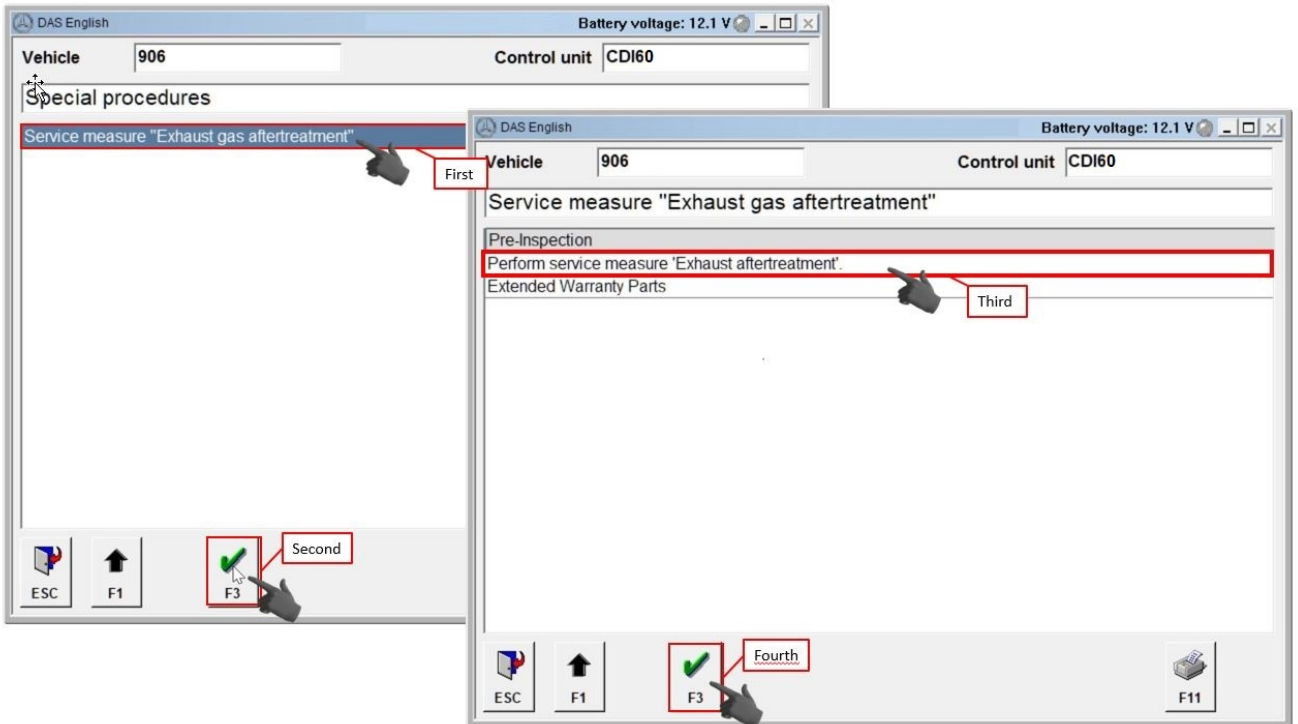 DAS English
Battery voltage: 12.1 V
Vehicle
906
Control unit
CDI60
Special procedures
Service measure "Exhaust gas aftertreatment"
First
Second
ESC
F1
F3
DAS English
Battery voltage: 12.1 V
Vehicle
906
Control unit
CDI60
Service measure "Exhaust gas aftertreatment"
Pre-Inspection
Perform service measure 'Exhaust aftertreatment'.
Extended Warranty Parts
Third
Fourth
ESC
F1
F3
F11